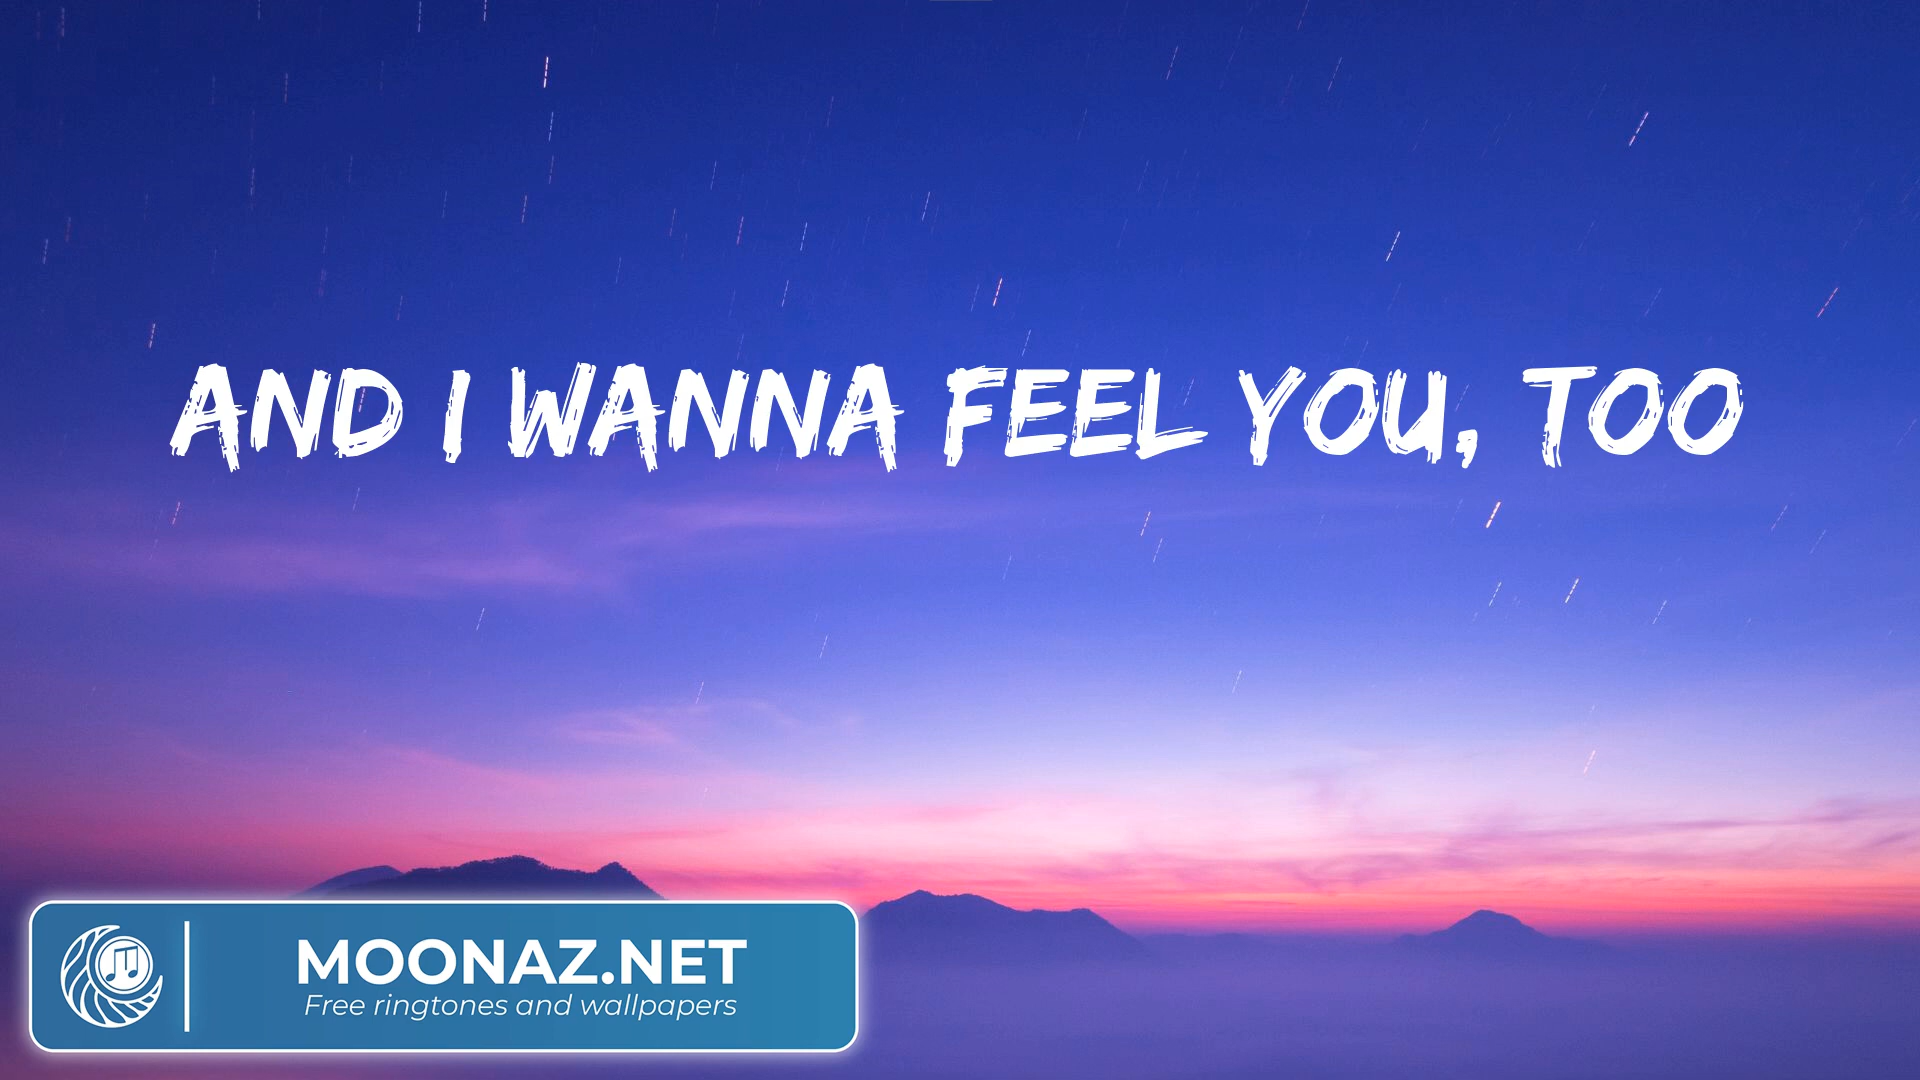 AND I WANNA FEEL YOU, TOO
MOONAZ.NET
Free ringtones and wallpapers